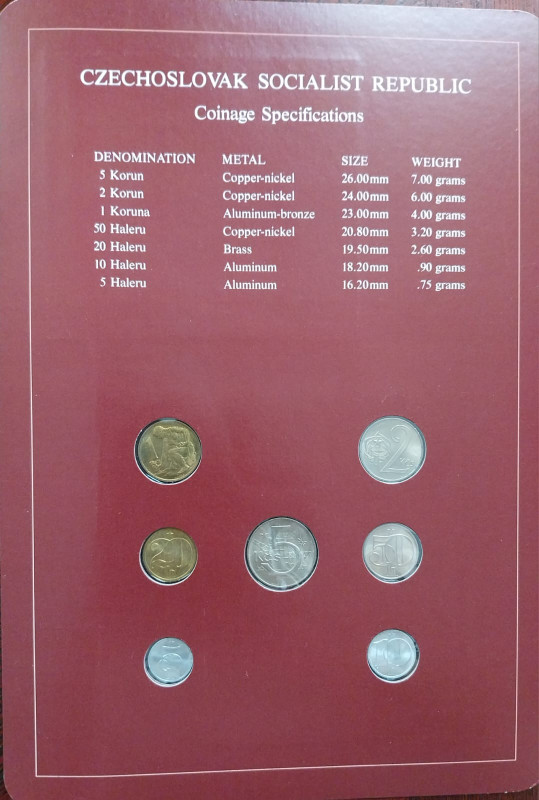 CZECHOSLOVAK SOCIALIST REPUBLIC
Coinage Specifications
DENOMINATION METAL SIZE WEIGHT
5 Korun Copper-nickel 26.00mm 7.00 grams
2 Korun Copper-nickel 24.00mm 6.00 grams
1 Koruna Aluminum-bronze 23.00mm 4.00 grams
50 Haleru Copper-nickel 20.80mm 3.20 grams
20 Haleru Brass 19.50mm 2.60 grams
10 Haleru Aluminum 18.20mm .90 grams
5 Haleru Aluminum 16.20mm .75 grams
2
20
5
50
5
10